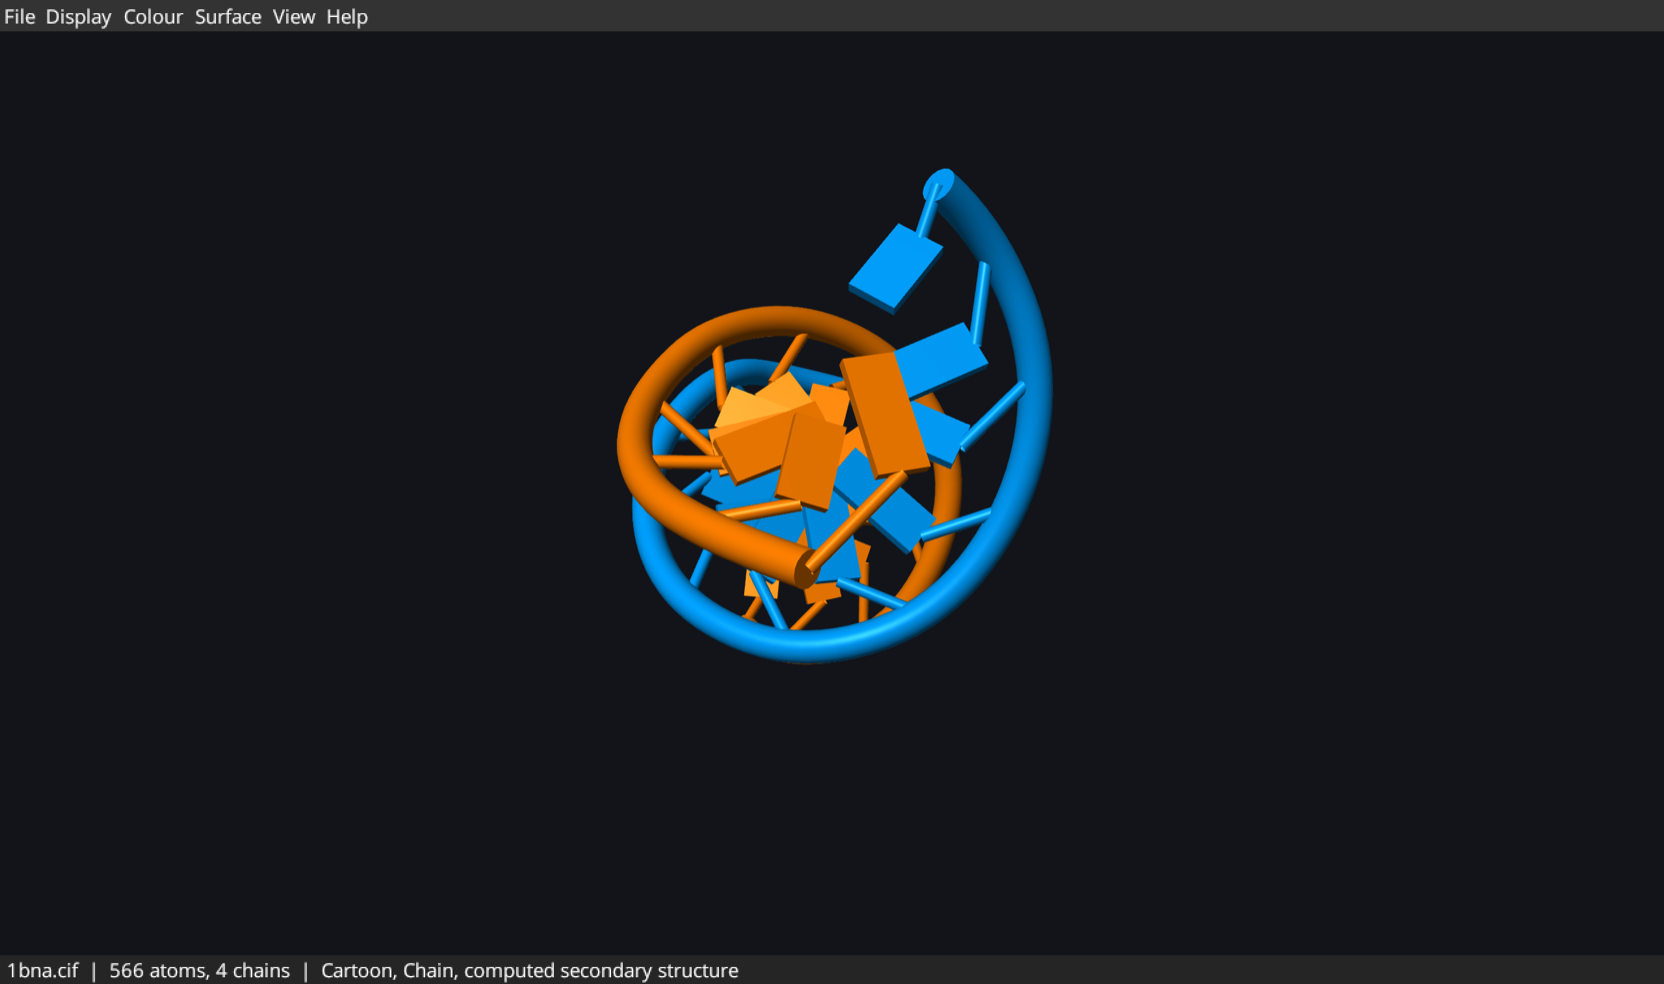 File Display Colour Surface View Help
1bna.cif | 566 atoms, 4 chains | Cartoon, Chain, computed secondary structure